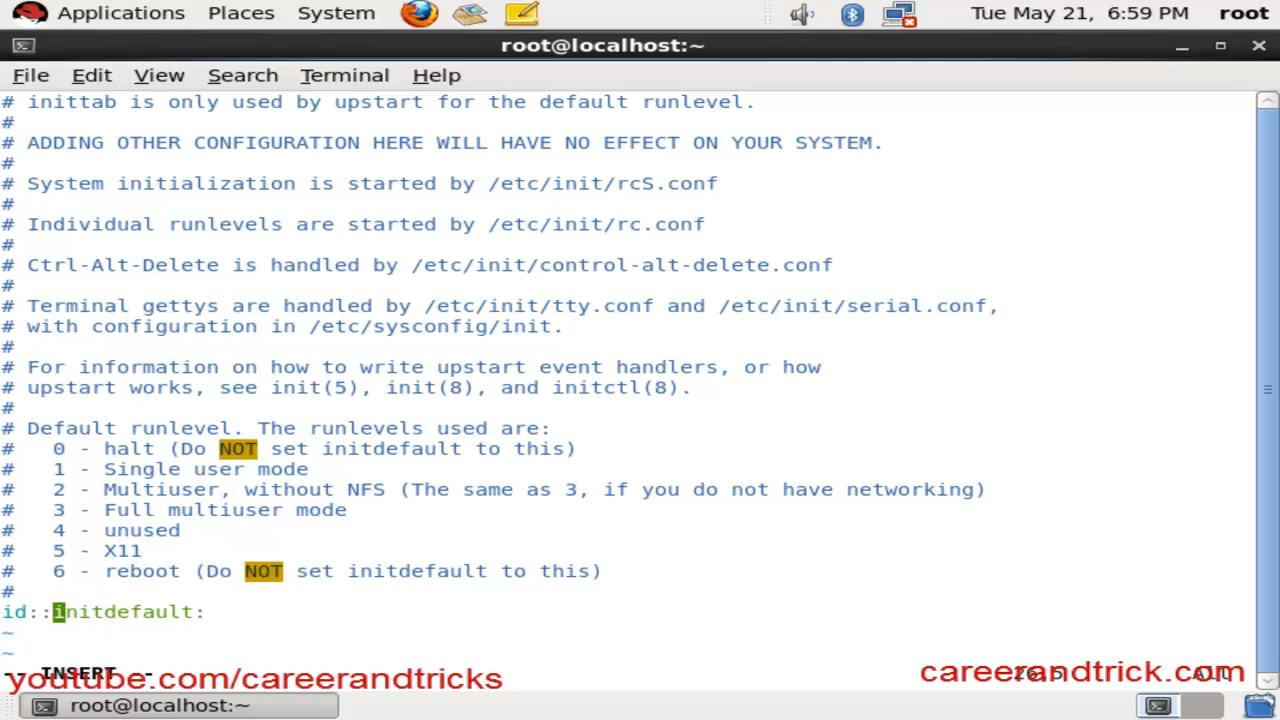 Applications Places System Tue May 21, 6:59 PM root
root@localhost:~
File Edit View Search Terminal Help
# inittab is only used by upstart for the default runlevel.
#
# ADDING OTHER CONFIGURATION HERE WILL HAVE NO EFFECT ON YOUR SYSTEM.
#
# System initialization is started by /etc/init/rcS.conf
#
# Individual runlevels are started by /etc/init/rc.conf
#
# Ctrl-Alt-Delete is handled by /etc/init/control-alt-delete.conf
#
# Terminal gettys are handled by /etc/init/tty.conf and /etc/init/serial.conf,
# with configuration in /etc/sysconfig/init.
#
# For information on how to write upstart event handlers, or how
# upstart works, see init(5), init(8), and initctl(8).
#
# Default runlevel. The runlevels used are:
#   0 - halt (Do NOT set initdefault to this)
#   1 - Single user mode
#   2 - Multiuser, without NFS (The same as 3, if you do not have networking)
#   3 - Full multiuser mode
#   4 - unused
#   5 - X11
#   6 - reboot (Do NOT set initdefault to this)
#
id::initdefault:
~
~
-- INSERT --
youtube.com/careerandtricks careerandtrick.com
root@localhost:~